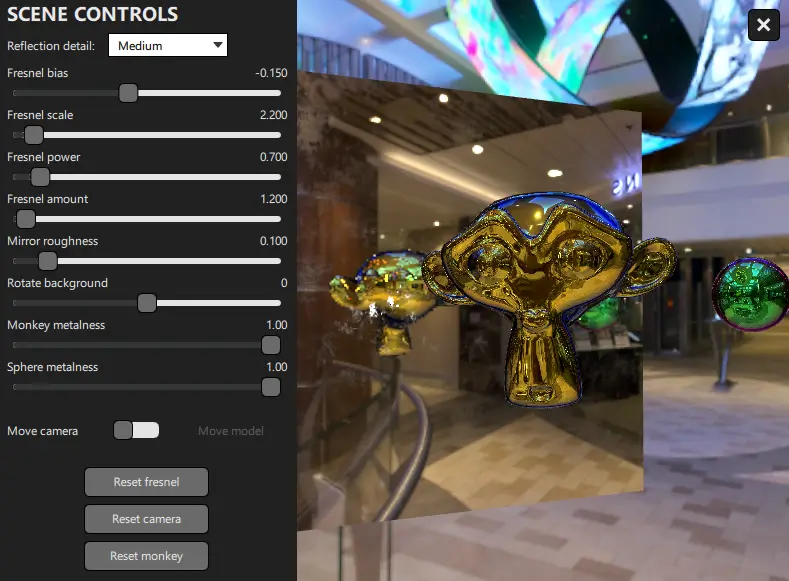 SCENE CONTROLS
Reflection detail: Medium
Fresnel bias -0.150
Fresnel scale 2.200
Fresnel power 0.700
Fresnel amount 1.200
Mirror roughness 0.100
Rotate background 0
Monkey metalness 1.00
Sphere metalness 1.00
Move camera Move model
Reset fresnel
Reset camera
Reset monkey